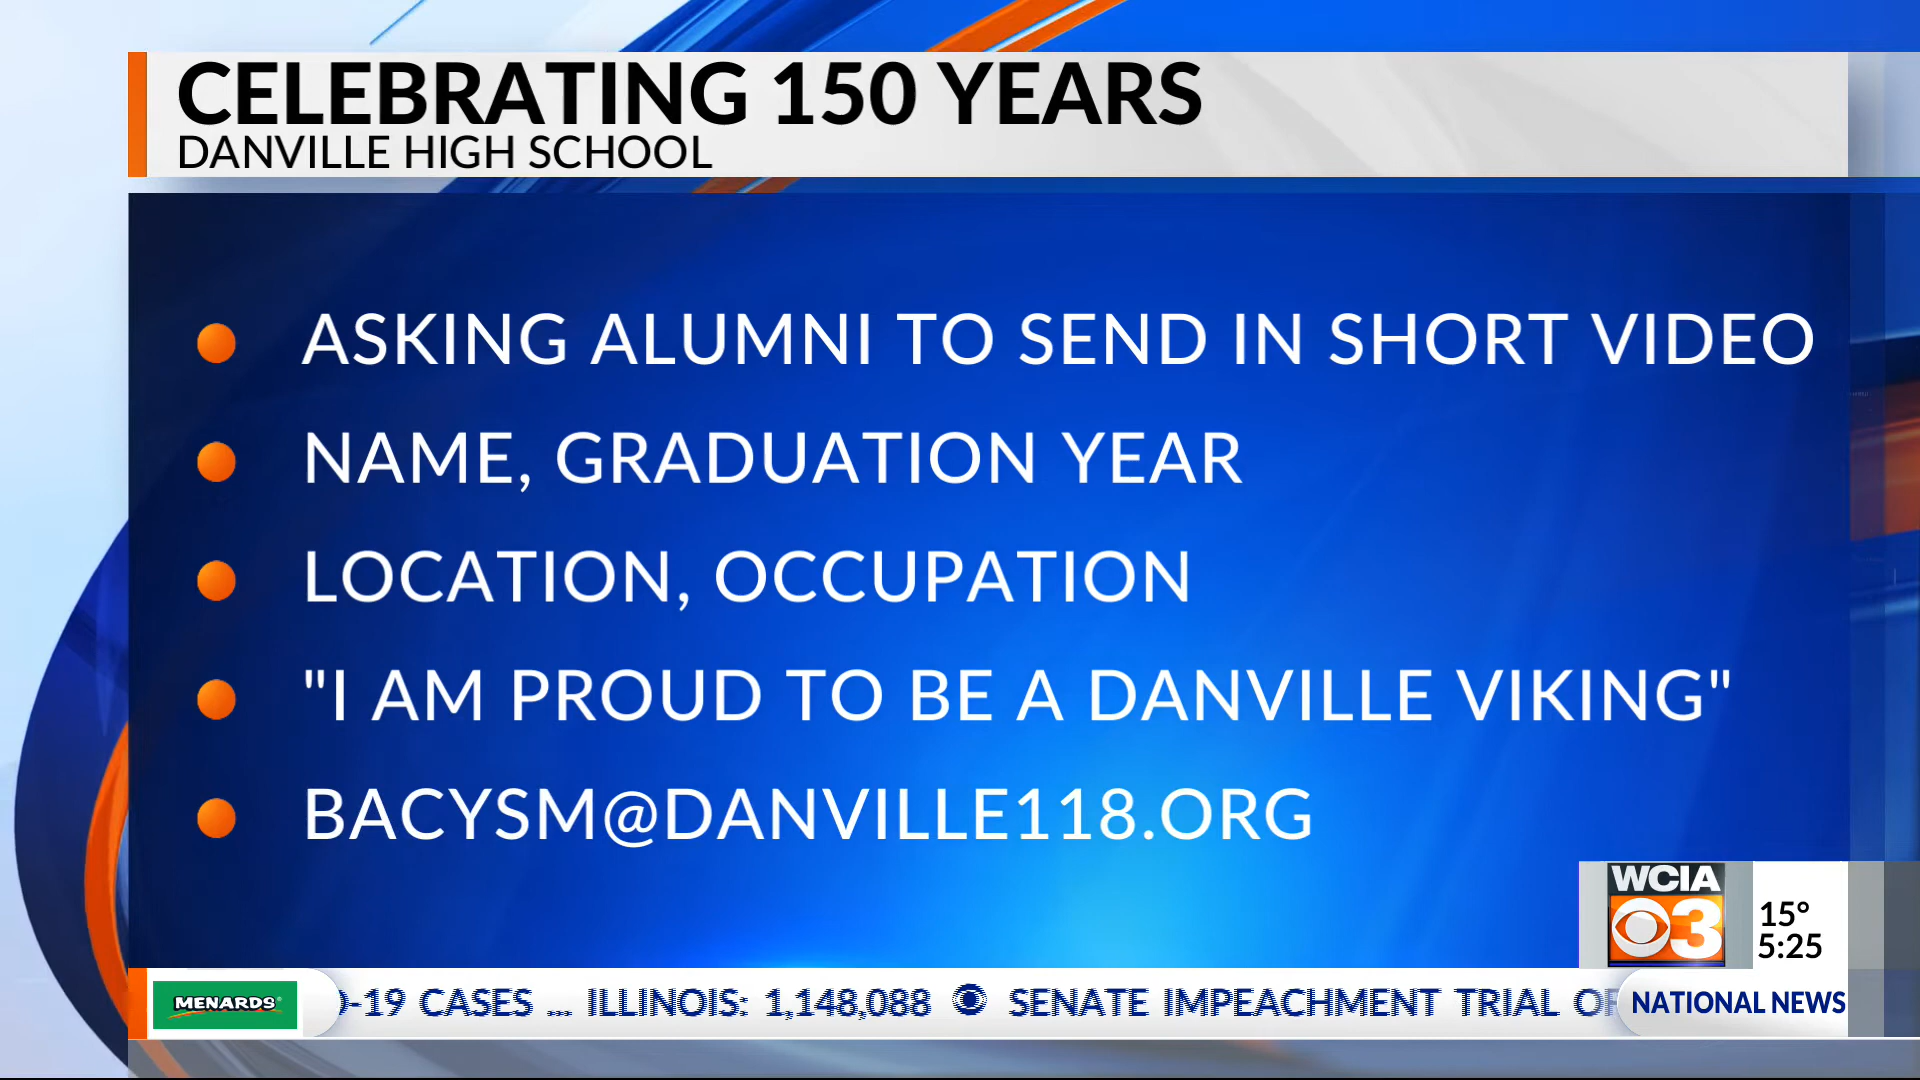 CELEBRATING 150 YEARS
DANVILLE HIGH SCHOOL
ASKING ALUMNI TO SEND IN SHORT VIDEO
NAME, GRADUATION YEAR
LOCATION, OCCUPATION
"I AM PROUD TO BE A DANVILLE VIKING"
BACYSM@DANVILLE118.ORG
WCIA
3
15°
5:25
MENARDS®
-19 CASES ... ILLINOIS: 1,148,088 SENATE IMPEACHMENT TRIAL
NATIONAL NEWS